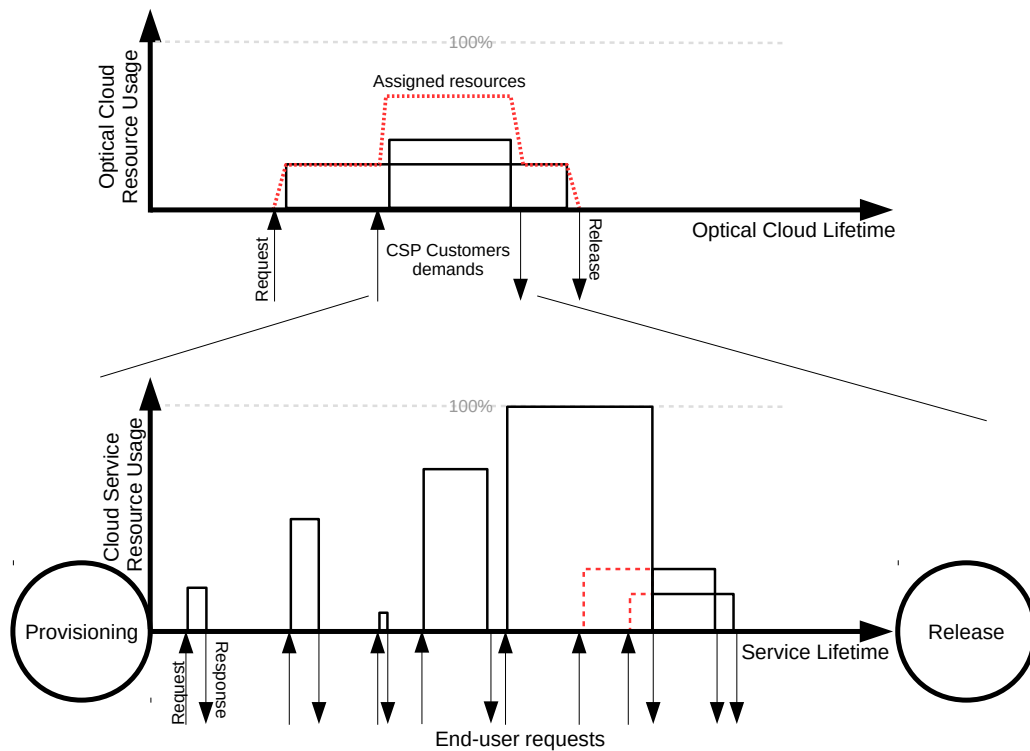 100%
Assigned resources
Optical Cloud
Resource Usage
Optical Cloud Lifetime
Request
CSP Customers
demands
Release
100%
Cloud Service
Resource Usage
Provisioning
Release
Service Lifetime
Request
Response
End-user requests